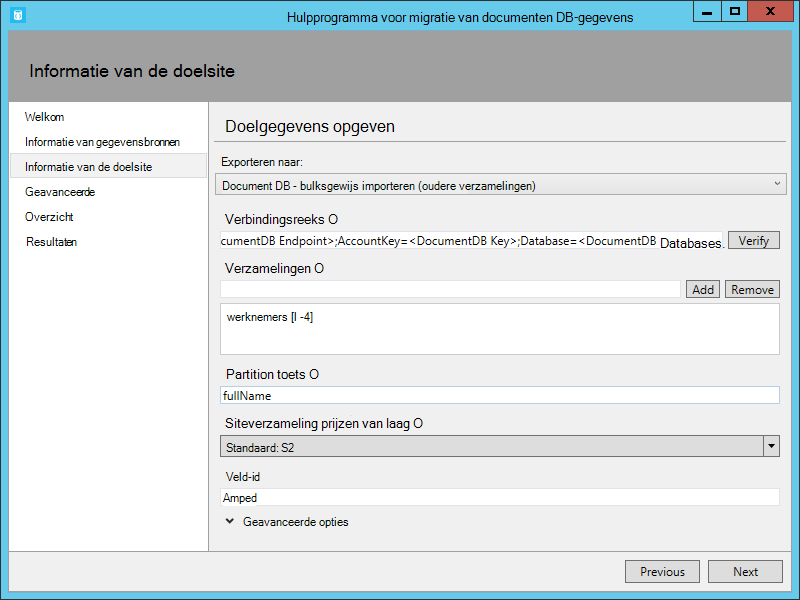 Hulpprogramma voor migratie van documenten DB-gegevens
Informatie van de doelsite
Welkom
Informatie van gegevensbronnen
Informatie van de doelsite
Geavanceerde
Overzicht
Resultaten
Doelgegevens opgeven
Exporteren naar:
Document DB - bulksgewijs importeren (oudere verzamelingen)
Verbindingsreeks O
cumentDB Endpoint>;AccountKey=<DocumentDB Key>;Database=<DocumentDB Databases. Verify
Verzamelingen O
Add Remove
werknemers [I -4]
Partition toets O
fullName
Siteverzameling prijzen van laag O
Standaard: S2
Veld-id
Amped
Geavanceerde opties
Previous Next